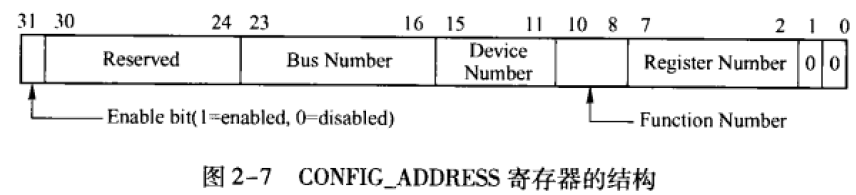 31 30 24 23 16 15 11 10 8 7 2 1 0
Reserved Bus Number Device Number Register Number 0 0
Enable bit(1=enabled, 0=disabled) Function Number
图 2-7 CONFIG_ADDRESS 寄存器的结构